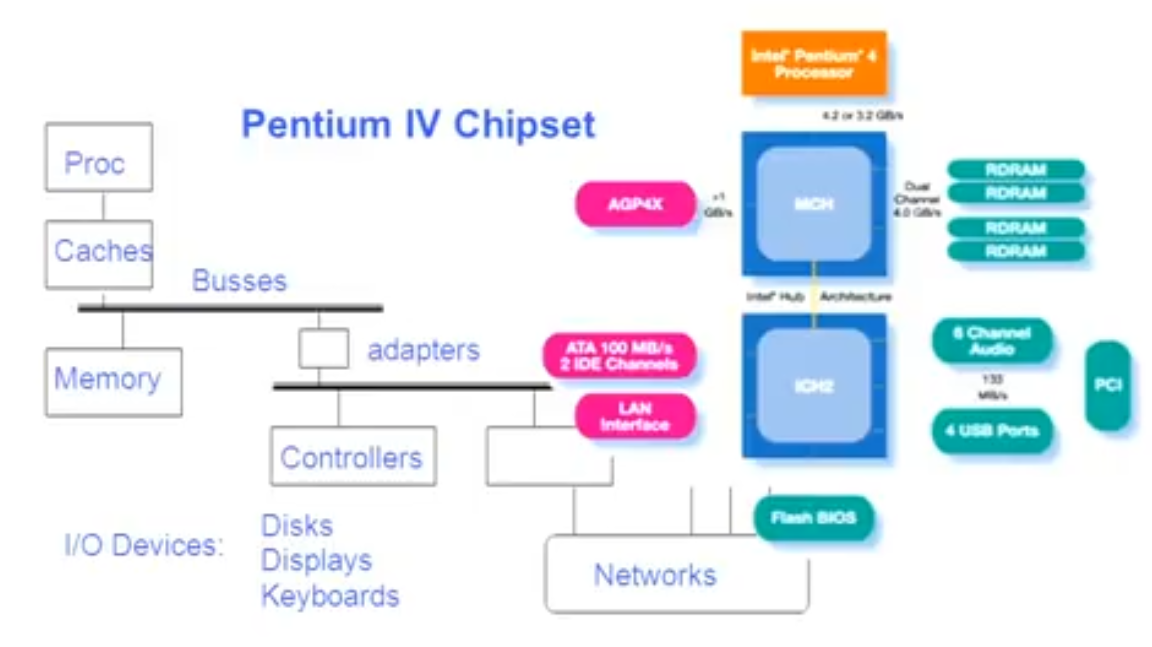 Pentium IV Chipset
Proc
Caches
Busses
adapters
Memory
Controllers
I/O Devices:
Disks
Displays
Keyboards
Networks
Intel® Pentium® 4
Processor
4.2 or 3.2 GB/s
MCH
AGP4X
>1
GB/s
Dual
Channel
4.0 GB/s
RDRAM
RDRAM
RDRAM
RDRAM
Intel® Hub Architecture
ATA 100 MB/s
2 IDE Channels
LAN
Interface
ICH2
6 Channel
Audio
133
MB/s
4 USB Ports
PCI
Flash BIOS